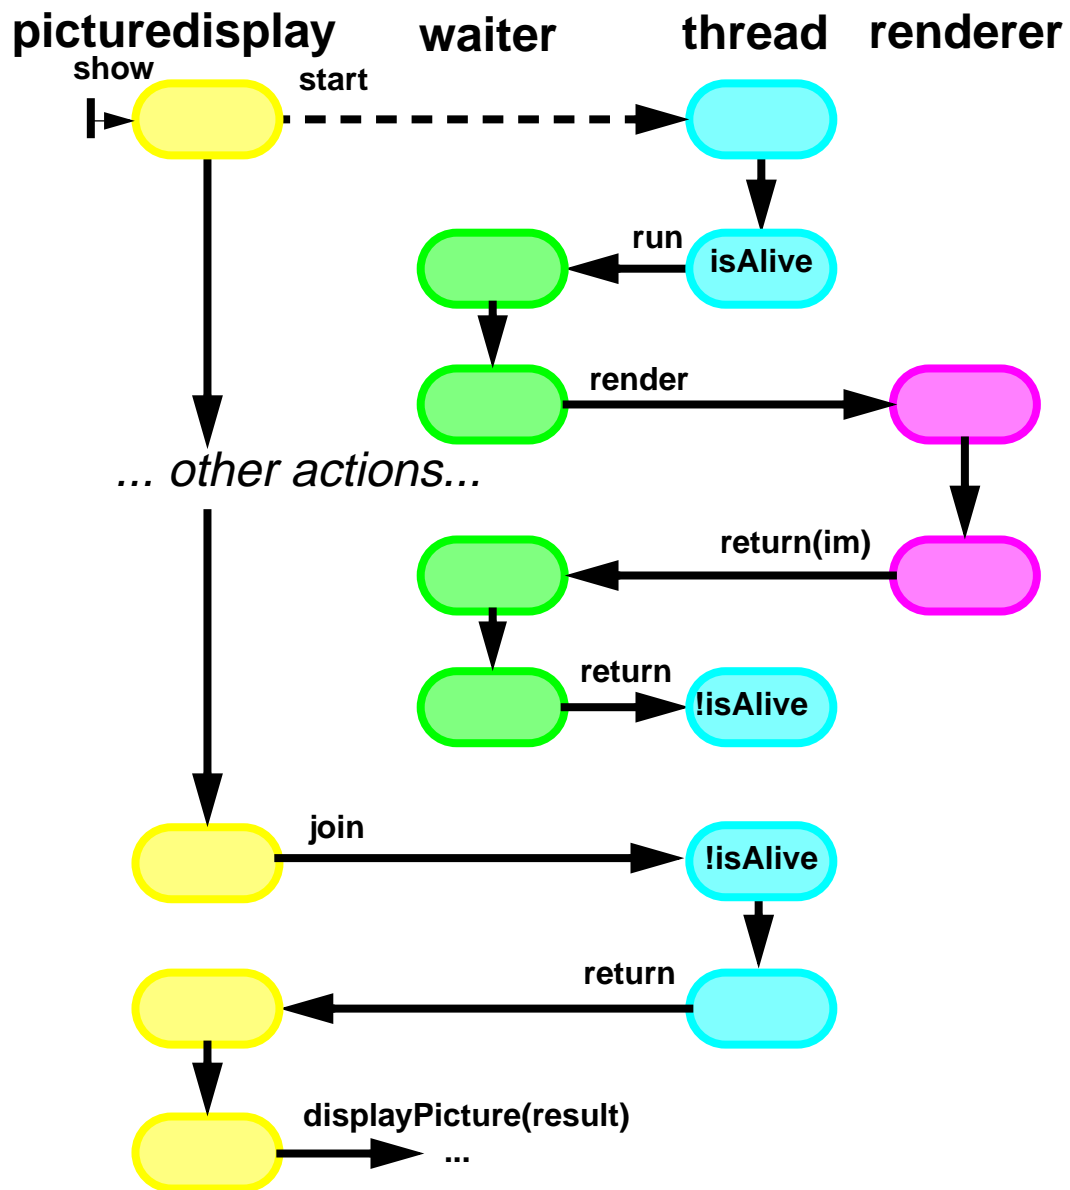 picturedisplay waiter thread renderer
show
start
run
isAlive
render
... other actions...
return(im)
return
!isAlive
join
!isAlive
return
displayPicture(result)
...